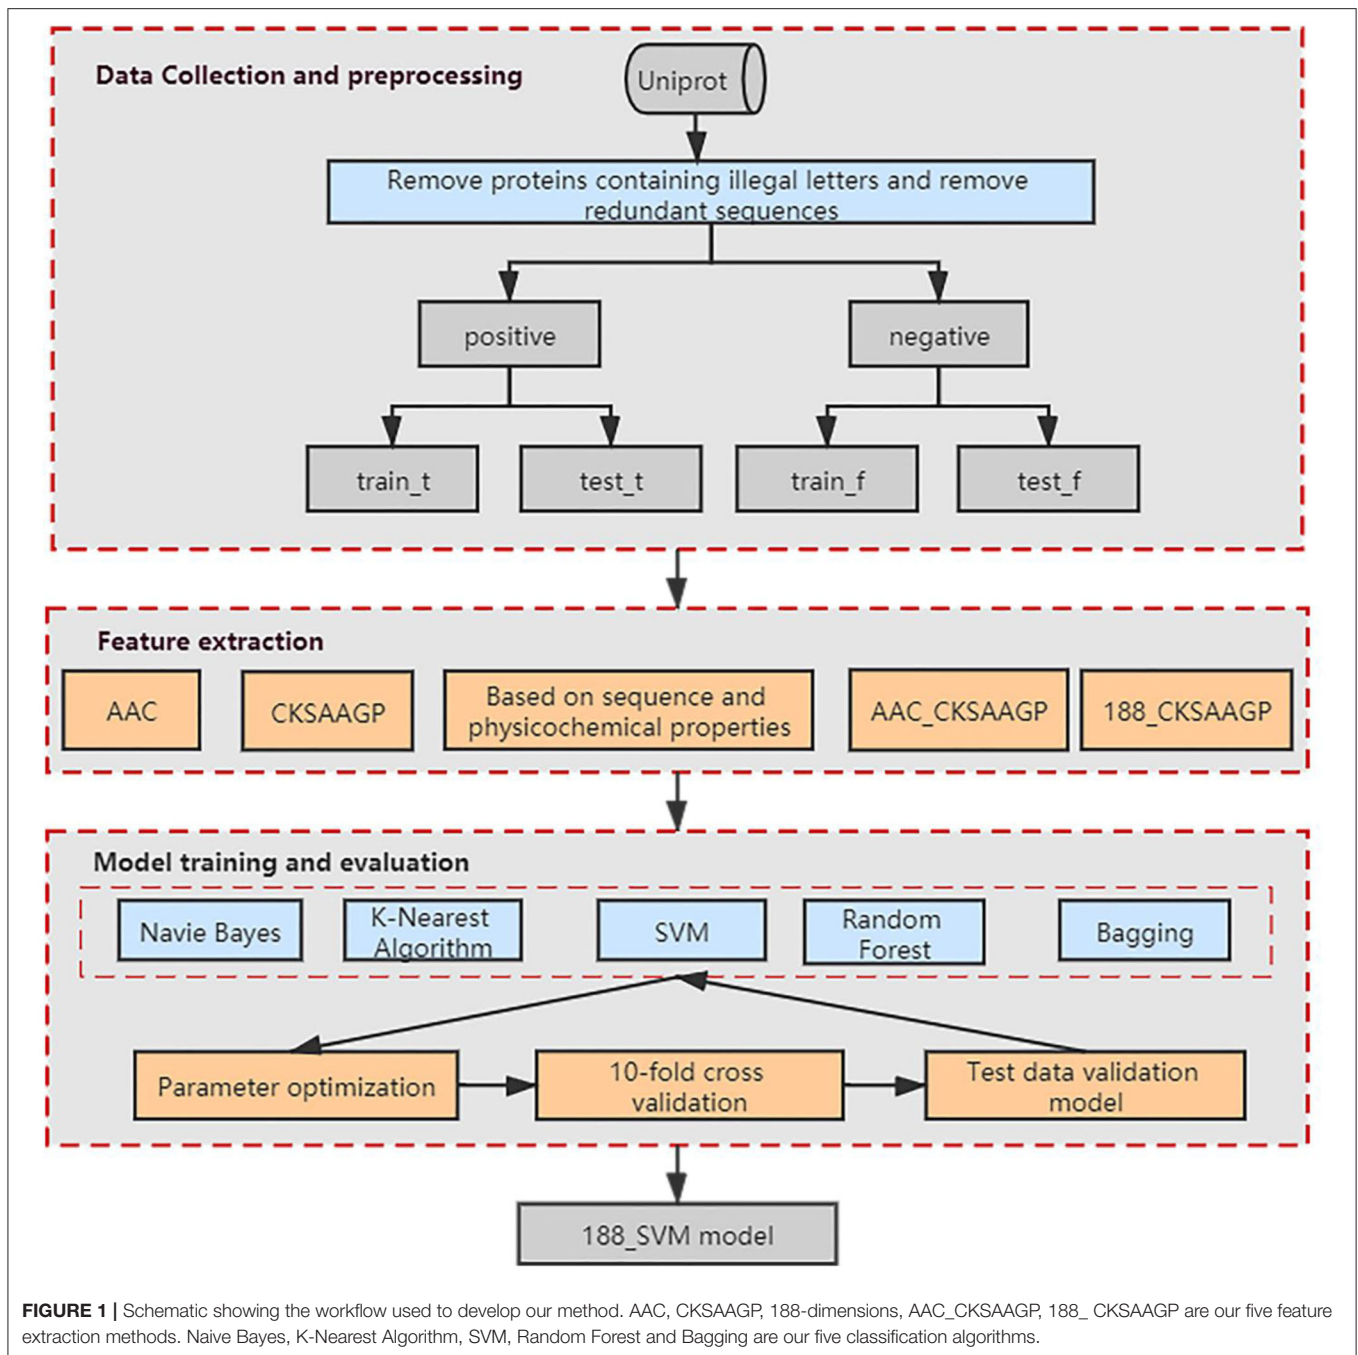 Data Collection and preprocessing
Uniprot
Remove proteins containing illegal letters and remove
redundant sequences
positive
negative
train_t
test_t
train_f
test_f
Feature extraction
AAC
CKSAAGP
Based on sequence and
physicochemical properties
AAC_CKSAAGP
188_CKSAAGP
Model training and evaluation
Navie Bayes
K-Nearest
Algorithm
SVM
Random
Forest
Bagging
Parameter optimization
10-fold cross
validation
Test data validation
model
188_SVM model
FIGURE 1 | Schematic showing the workflow used to develop our method. AAC, CKSAAGP, 188-dimensions, AAC_CKSAAGP, 188_ CKSAAGP are our five feature
extraction methods. Naive Bayes, K-Nearest Algorithm, SVM, Random Forest and Bagging are our five classification algorithms.